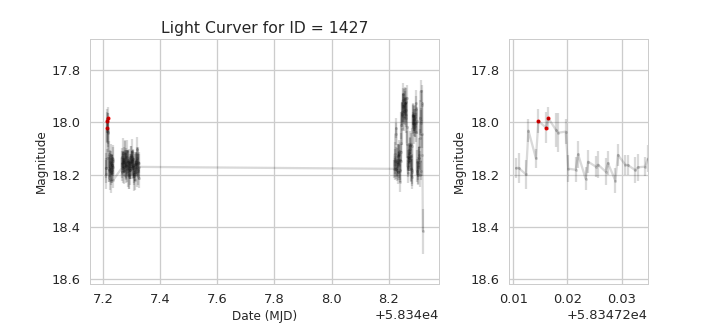 Light Curver for ID = 1427
Magnitude
17.8
18.0
18.2
18.4
18.6
7.2 7.4 7.6 7.8 8.0 8.2
Date (MJD)
+5.834e4
Magnitude
17.8
18.0
18.2
18.4
18.6
0.01 0.02 0.03
+5.83472e4